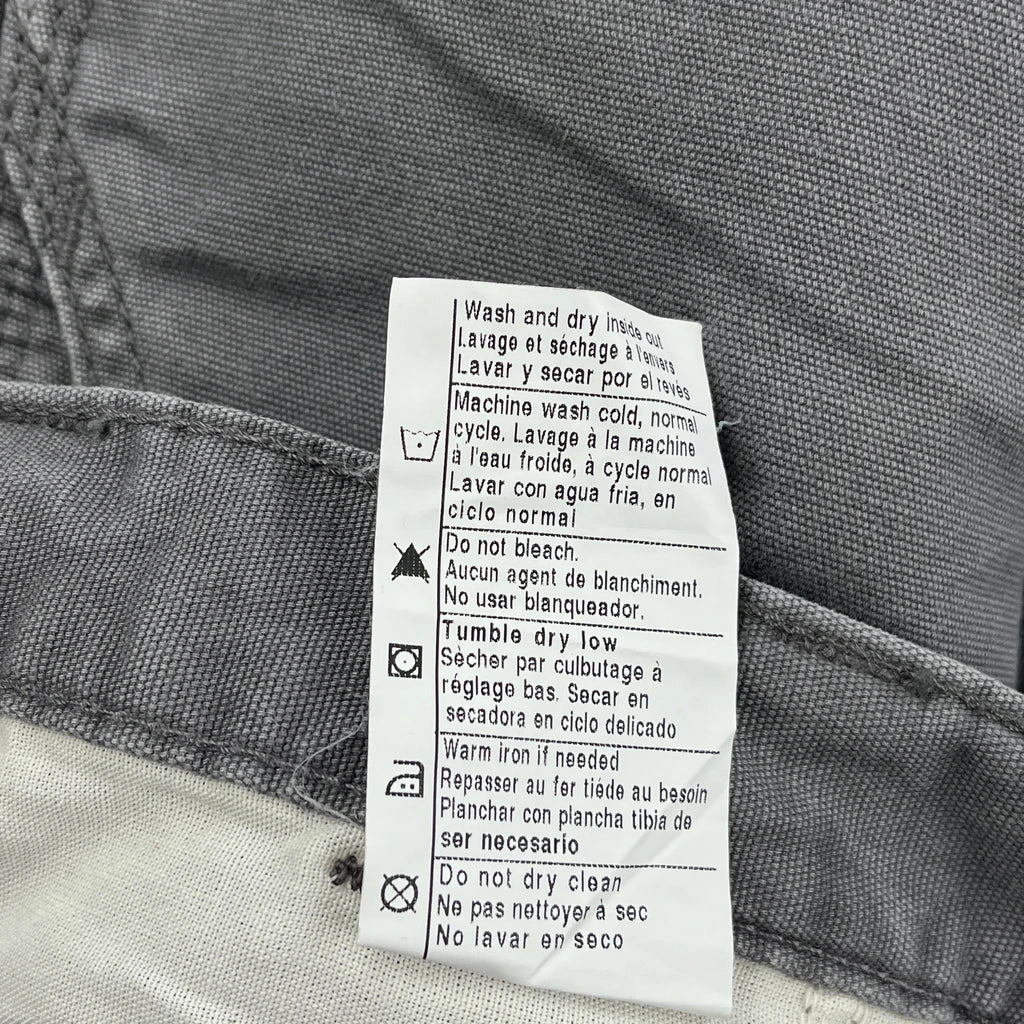 Wash and dry inside out
Lavage et séchage à l'envers
Lavar y secar por el revés
Machine wash cold, normal
cycle. Lavage à la machine
à l'eau froide, à cycle normal
Lavar con agua fria, en
ciclo normal
Do not bleach.
Aucun agent de blanchiment.
No usar blanqueador.
Tumble dry low
Sècher par culbutage à
réglage bas. Secar en
secadora en ciclo delicado
Warm iron if needed
Repasser au fer tiéde au besoin
Planchar con plancha tibia de
ser necesario
Do not dry clean
Ne pas nettoyer à sec
No lavar en seco